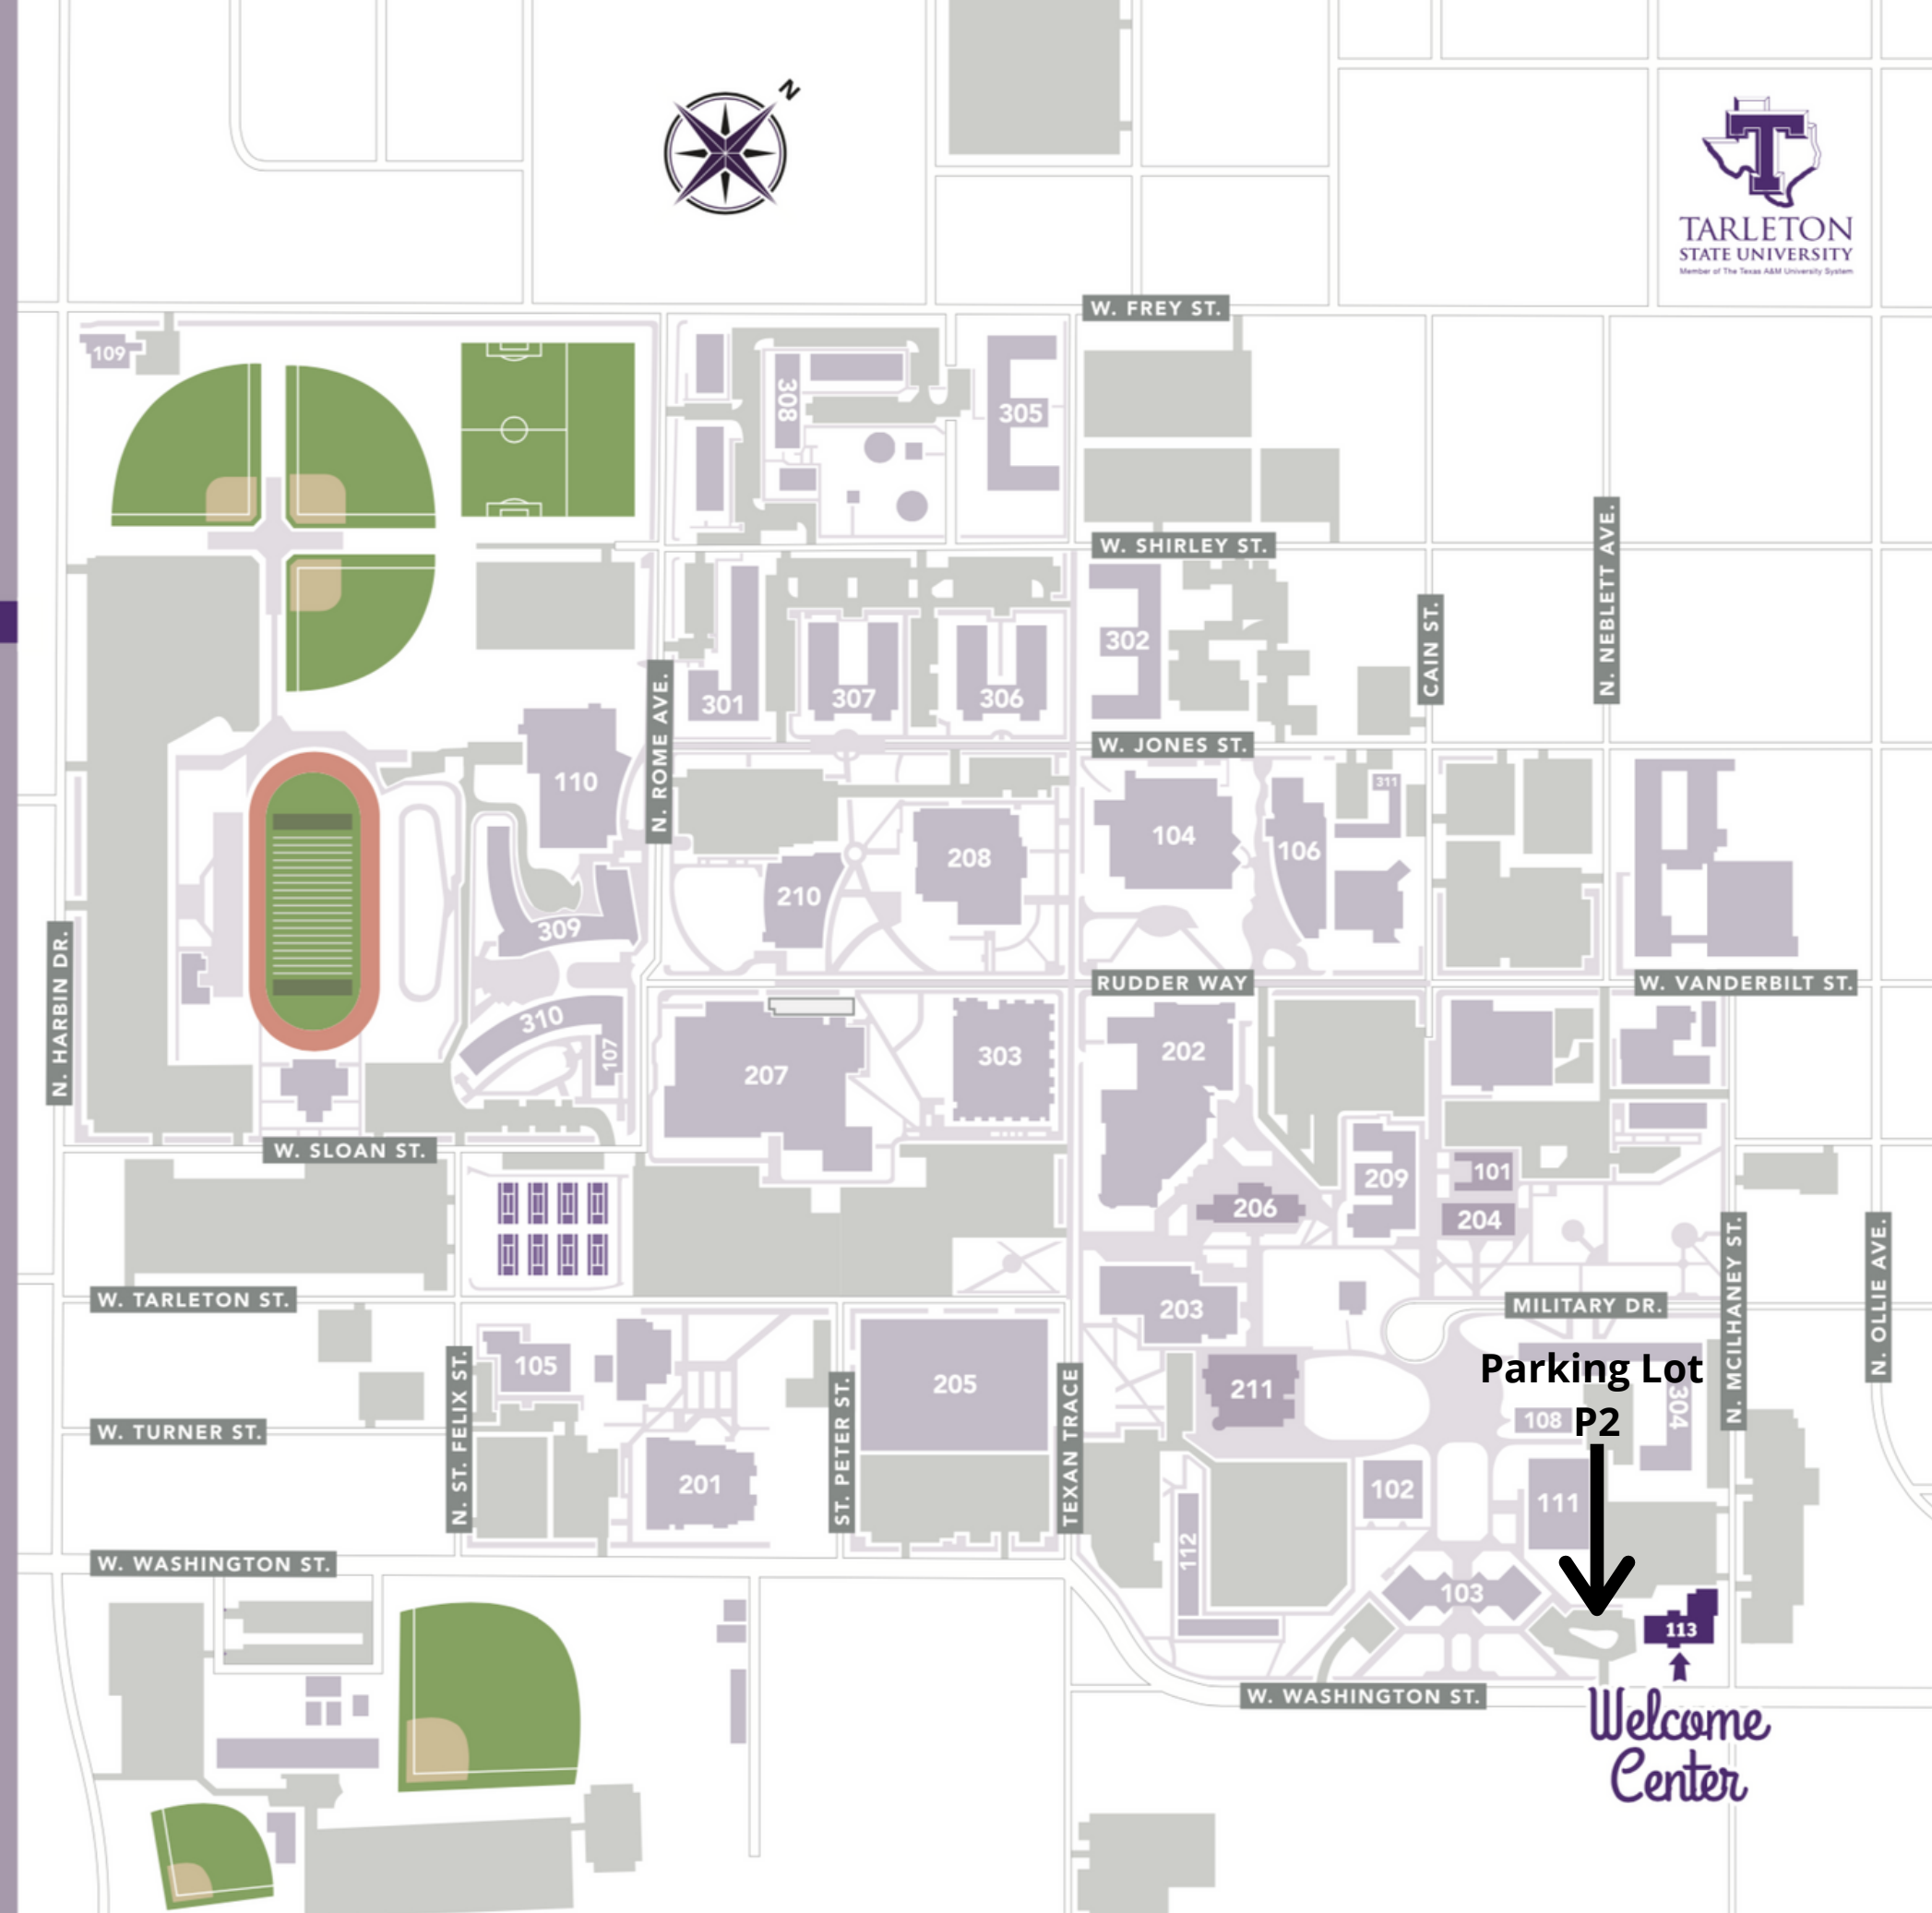 N
TARLETON
STATE UNIVERSITY
Member of The Texas A&M University System
W. FREY ST.
109
308
305
W. SHIRLEY ST.
N. NEBLETT AVE.
CAIN ST.
302
301
307
306
N. ROME AVE.
W. JONES ST.
110
311
104
106
208
210
309
N. HARBIN DR.
RUDDER WAY
W. VANDERBILT ST.
310
107
207
303
202
W. SLOAN ST.
209
101
206
204
N. MCILHANEY ST.
N. OLLIE AVE.
W. TARLETON ST.
203
MILITARY DR.
105
205
211
Parking Lot
P2
304
108
N. ST. FELIX ST.
ST. PETER ST.
TEXAN TRACE
W. TURNER ST.
201
102
111
112
W. WASHINGTON ST.
103
113
W. WASHINGTON ST.
Welcome
Center